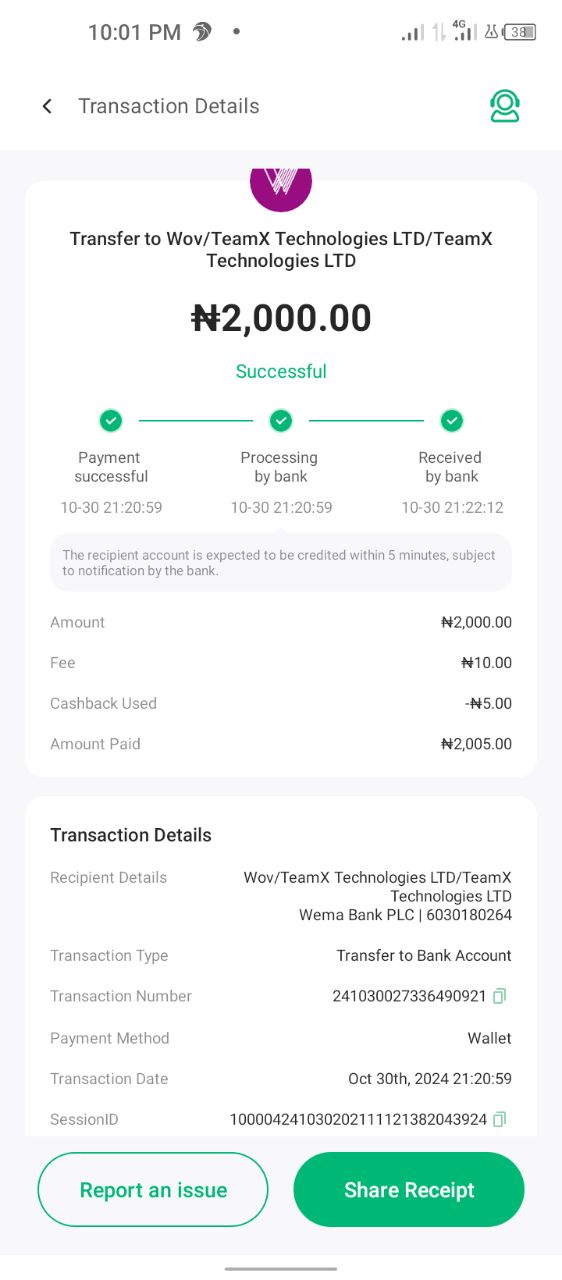 10:01 PM
4G
38
Transaction Details
W
Transfer to Wov/TeamX Technologies LTD/TeamX
Technologies LTD
₦2,000.00
Successful
Payment
successful
Processing
by bank
Received
by bank
10-30 21:20:59
10-30 21:20:59
10-30 21:22:12
The recipient account is expected to be credited within 5 minutes, subject
to notification by the bank.
Amount ₦2,000.00
Fee ₦10.00
Cashback Used -₦5.00
Amount Paid ₦2,005.00
Transaction Details
Recipient Details Wov/TeamX Technologies LTD/TeamX
Technologies LTD
Wema Bank PLC | 6030180264
Transaction Type Transfer to Bank Account
Transaction Number 241030027336490921
Payment Method Wallet
Transaction Date Oct 30th, 2024 21:20:59
SessionID 100004241030202111121382043924
Report an issue
Share Receipt